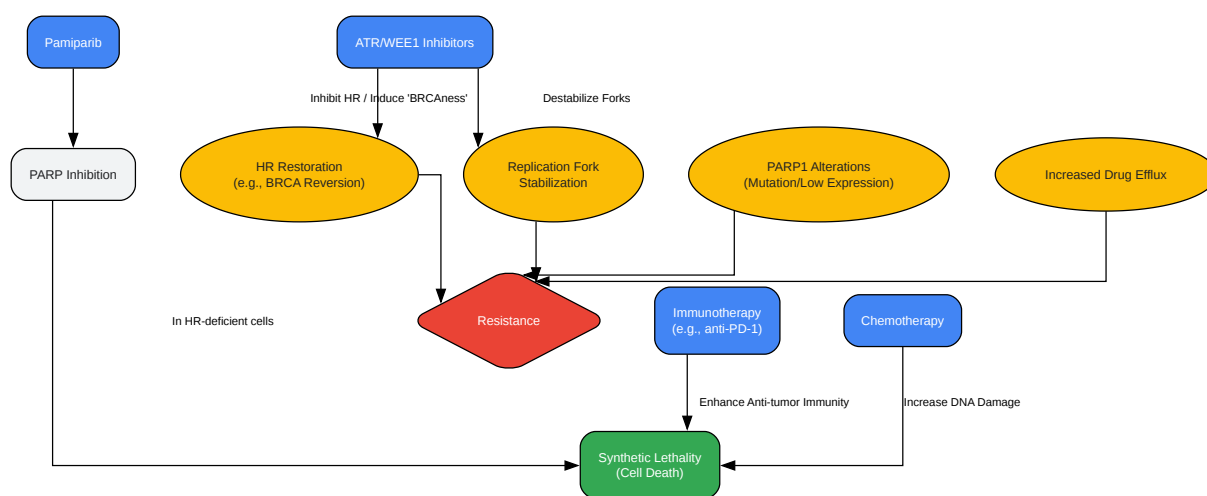 Pamiparib
ATR/WEE1 Inhibitors
Inhibit HR / Induce 'BRCAness'
Destabilize Forks
PARP Inhibition
HR Restoration
(e.g., BRCA Reversion)
Replication Fork
Stabilization
PARP1 Alterations
(Mutation/Low Expression)
Increased Drug Efflux
In HR-deficient cells
Resistance
Immunotherapy
(e.g., anti-PD-1)
Chemotherapy
Enhance Anti-tumor Immunity
Increase DNA Damage
Synthetic Lethality
(Cell Death)